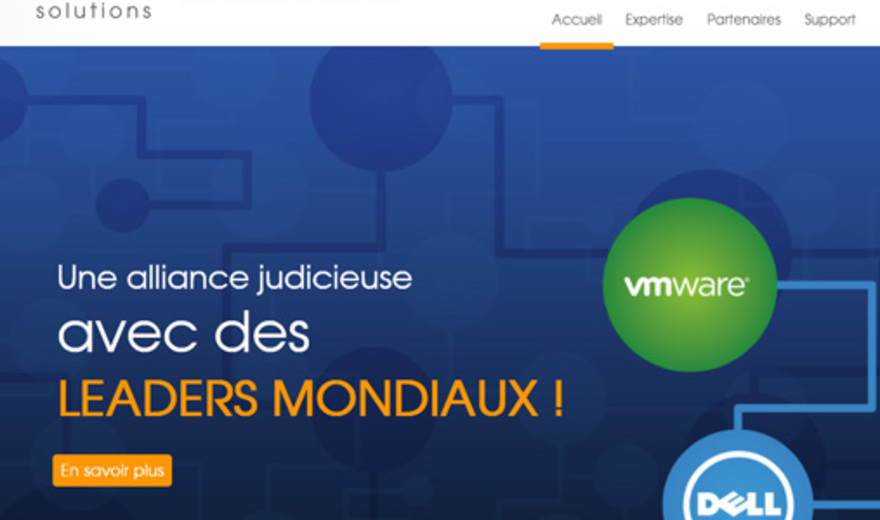 solutions
Accueil Expertise Partenaires Support
Une alliance judicieuse
avec des
LEADERS MONDIAUX !
En savoir plus
vmware®
DELL